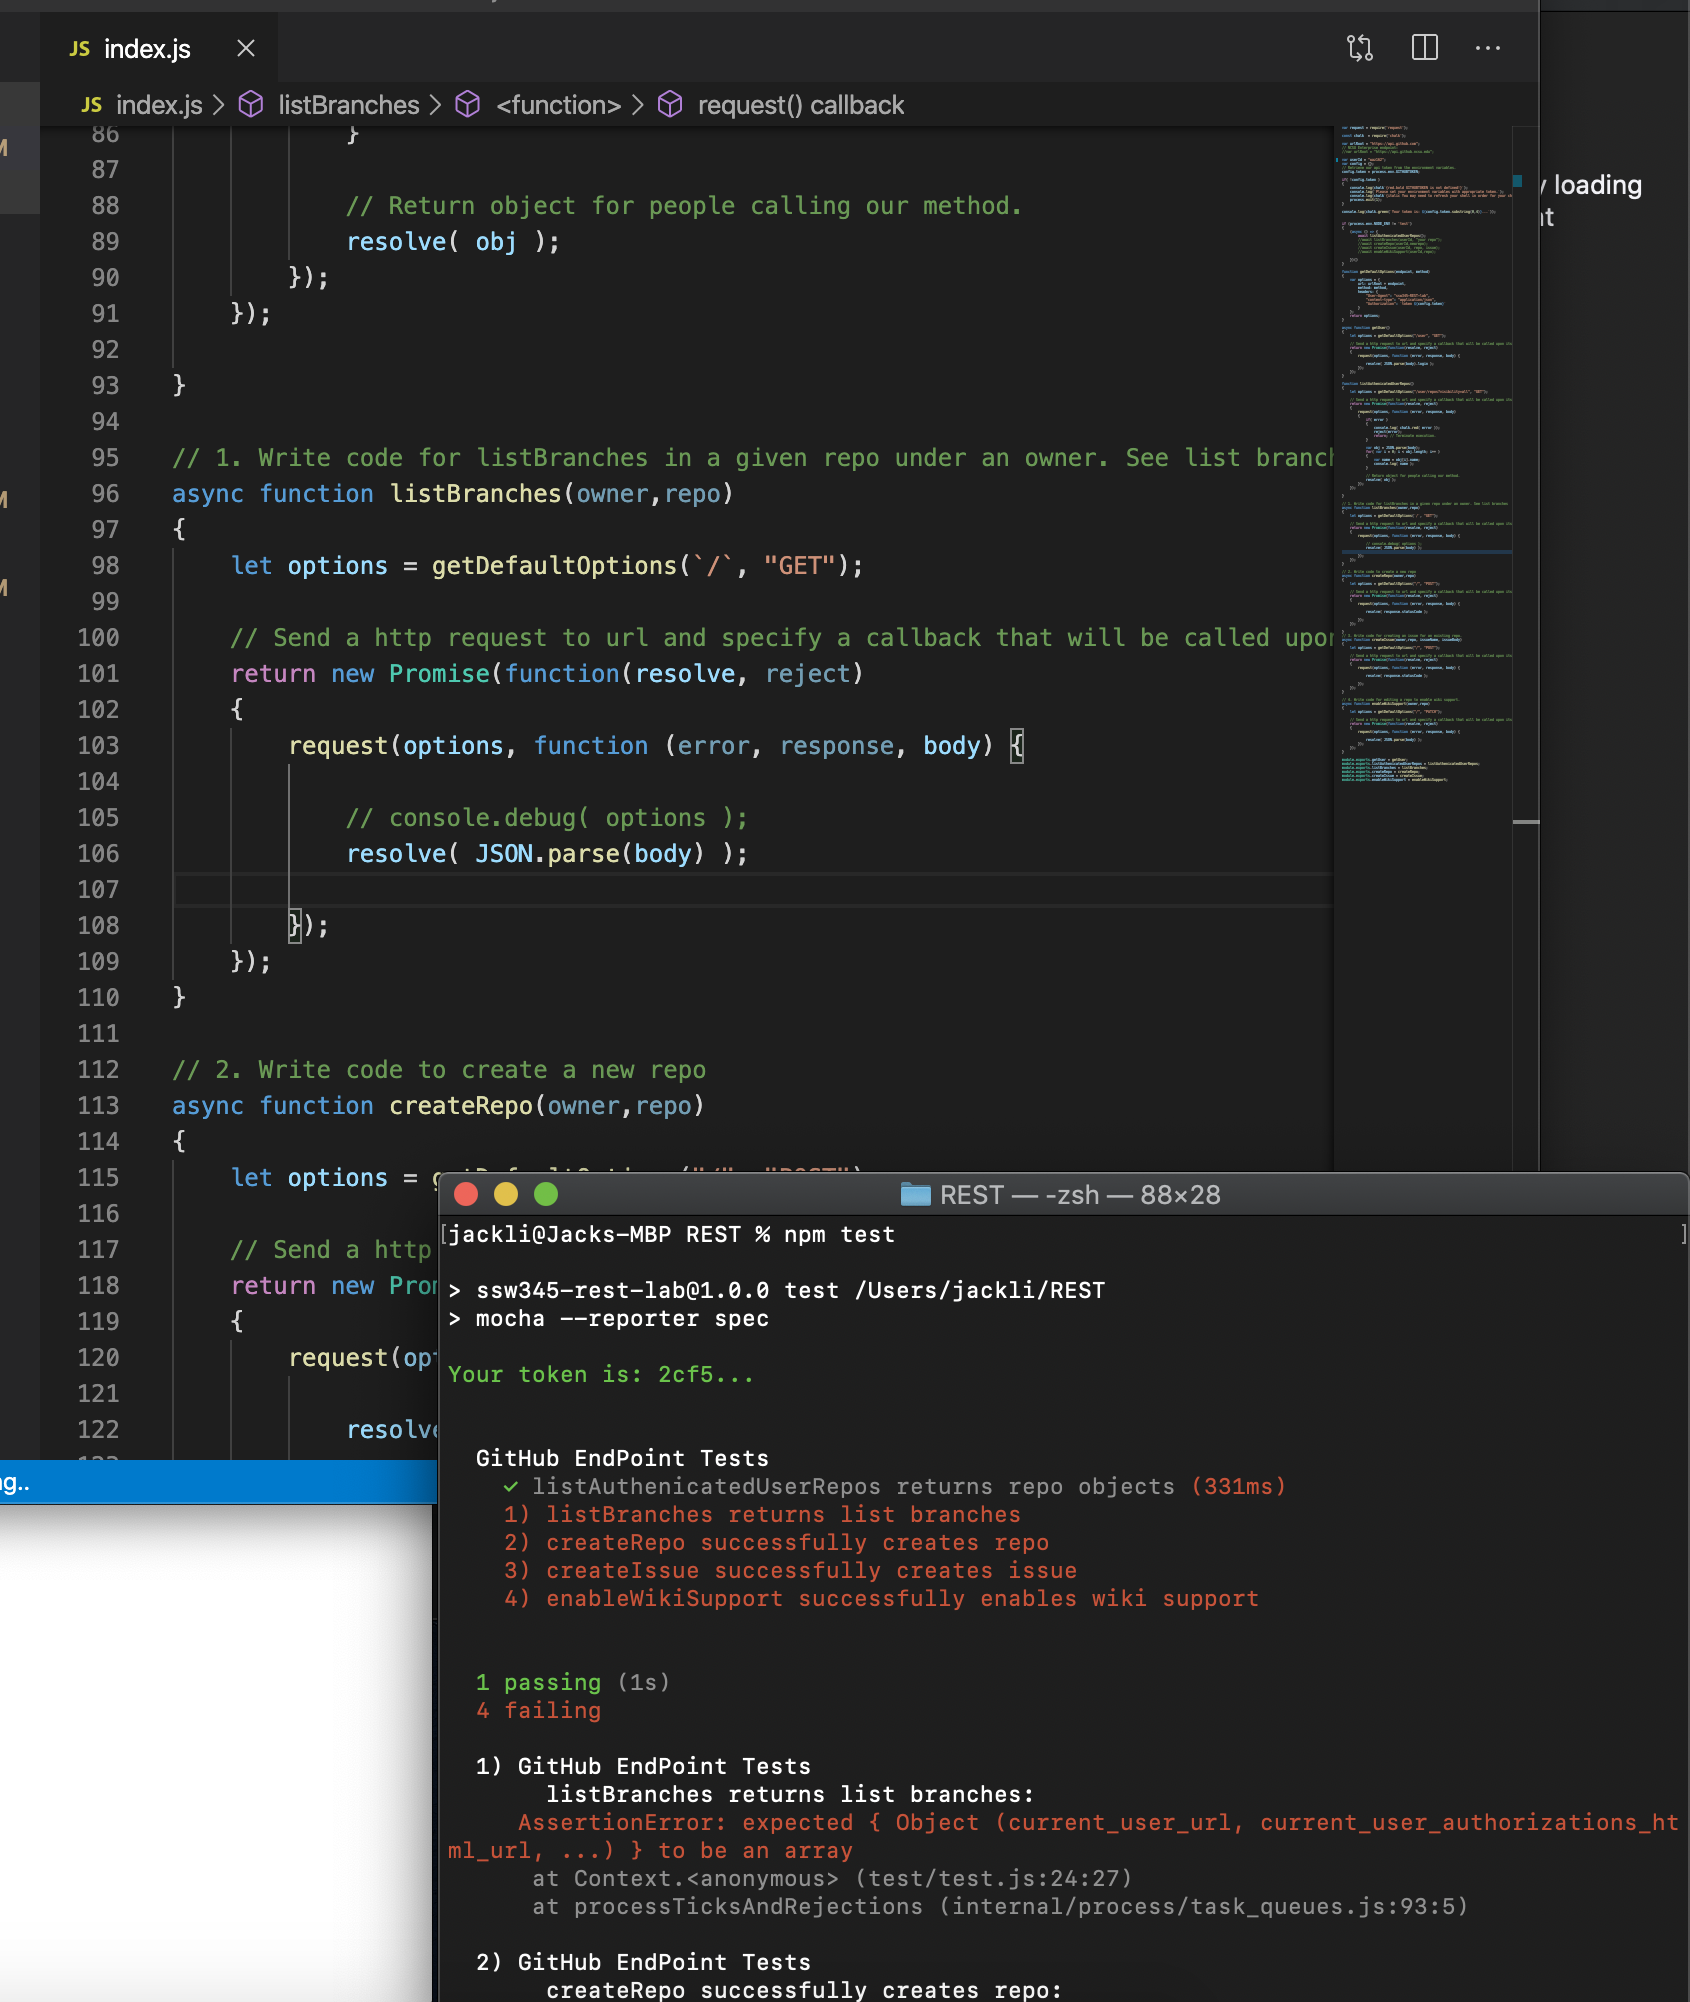 JS index.js
JS index.js > listBranches > <function> > request() callback
y loading
nt
86 }
87
88 // Return object for people calling our method.
89 resolve( obj );
90 });
91 });
92
93 }
94
95 // 1. Write code for listBranches in a given repo under an owner. See list branch
96 async function listBranches(owner,repo)
97 {
98 let options = getDefaultOptions(`/`, "GET");
99
100 // Send a http request to url and specify a callback that will be called upon
101 return new Promise(function(resolve, reject)
102 {
103 request(options, function (error, response, body) {
104
105 // console.debug( options );
106 resolve( JSON.parse(body) );
107
108 });
109 });
110 }
111
112 // 2. Write code to create a new repo
113 async function createRepo(owner,repo)
114 {
115 let options = getDefaultOptions("/", "POST")
116
117 // Send a http
118 return new Prom
119 {
120 request(opt
121
122 resolve
ng..
REST — -zsh — 88×28
[jackli@Jacks-MBP REST % npm test ]
> ssw345-rest-lab@1.0.0 test /Users/jackli/REST
> mocha --reporter spec
Your token is: 2cf5...
GitHub EndPoint Tests
✓ listAuthenicatedUserRepos returns repo objects (331ms)
1) listBranches returns list branches
2) createRepo successfully creates repo
3) createIssue successfully creates issue
4) enableWikiSupport successfully enables wiki support
1 passing (1s)
4 failing
1) GitHub EndPoint Tests
listBranches returns list branches:
AssertionError: expected { Object (current_user_url, current_user_authorizations_ht
ml_url, ...) } to be an array
at Context.<anonymous> (test/test.js:24:27)
at processTicksAndRejections (internal/process/task_queues.js:93:5)
2) GitHub EndPoint Tests
createRepo successfully creates repo: